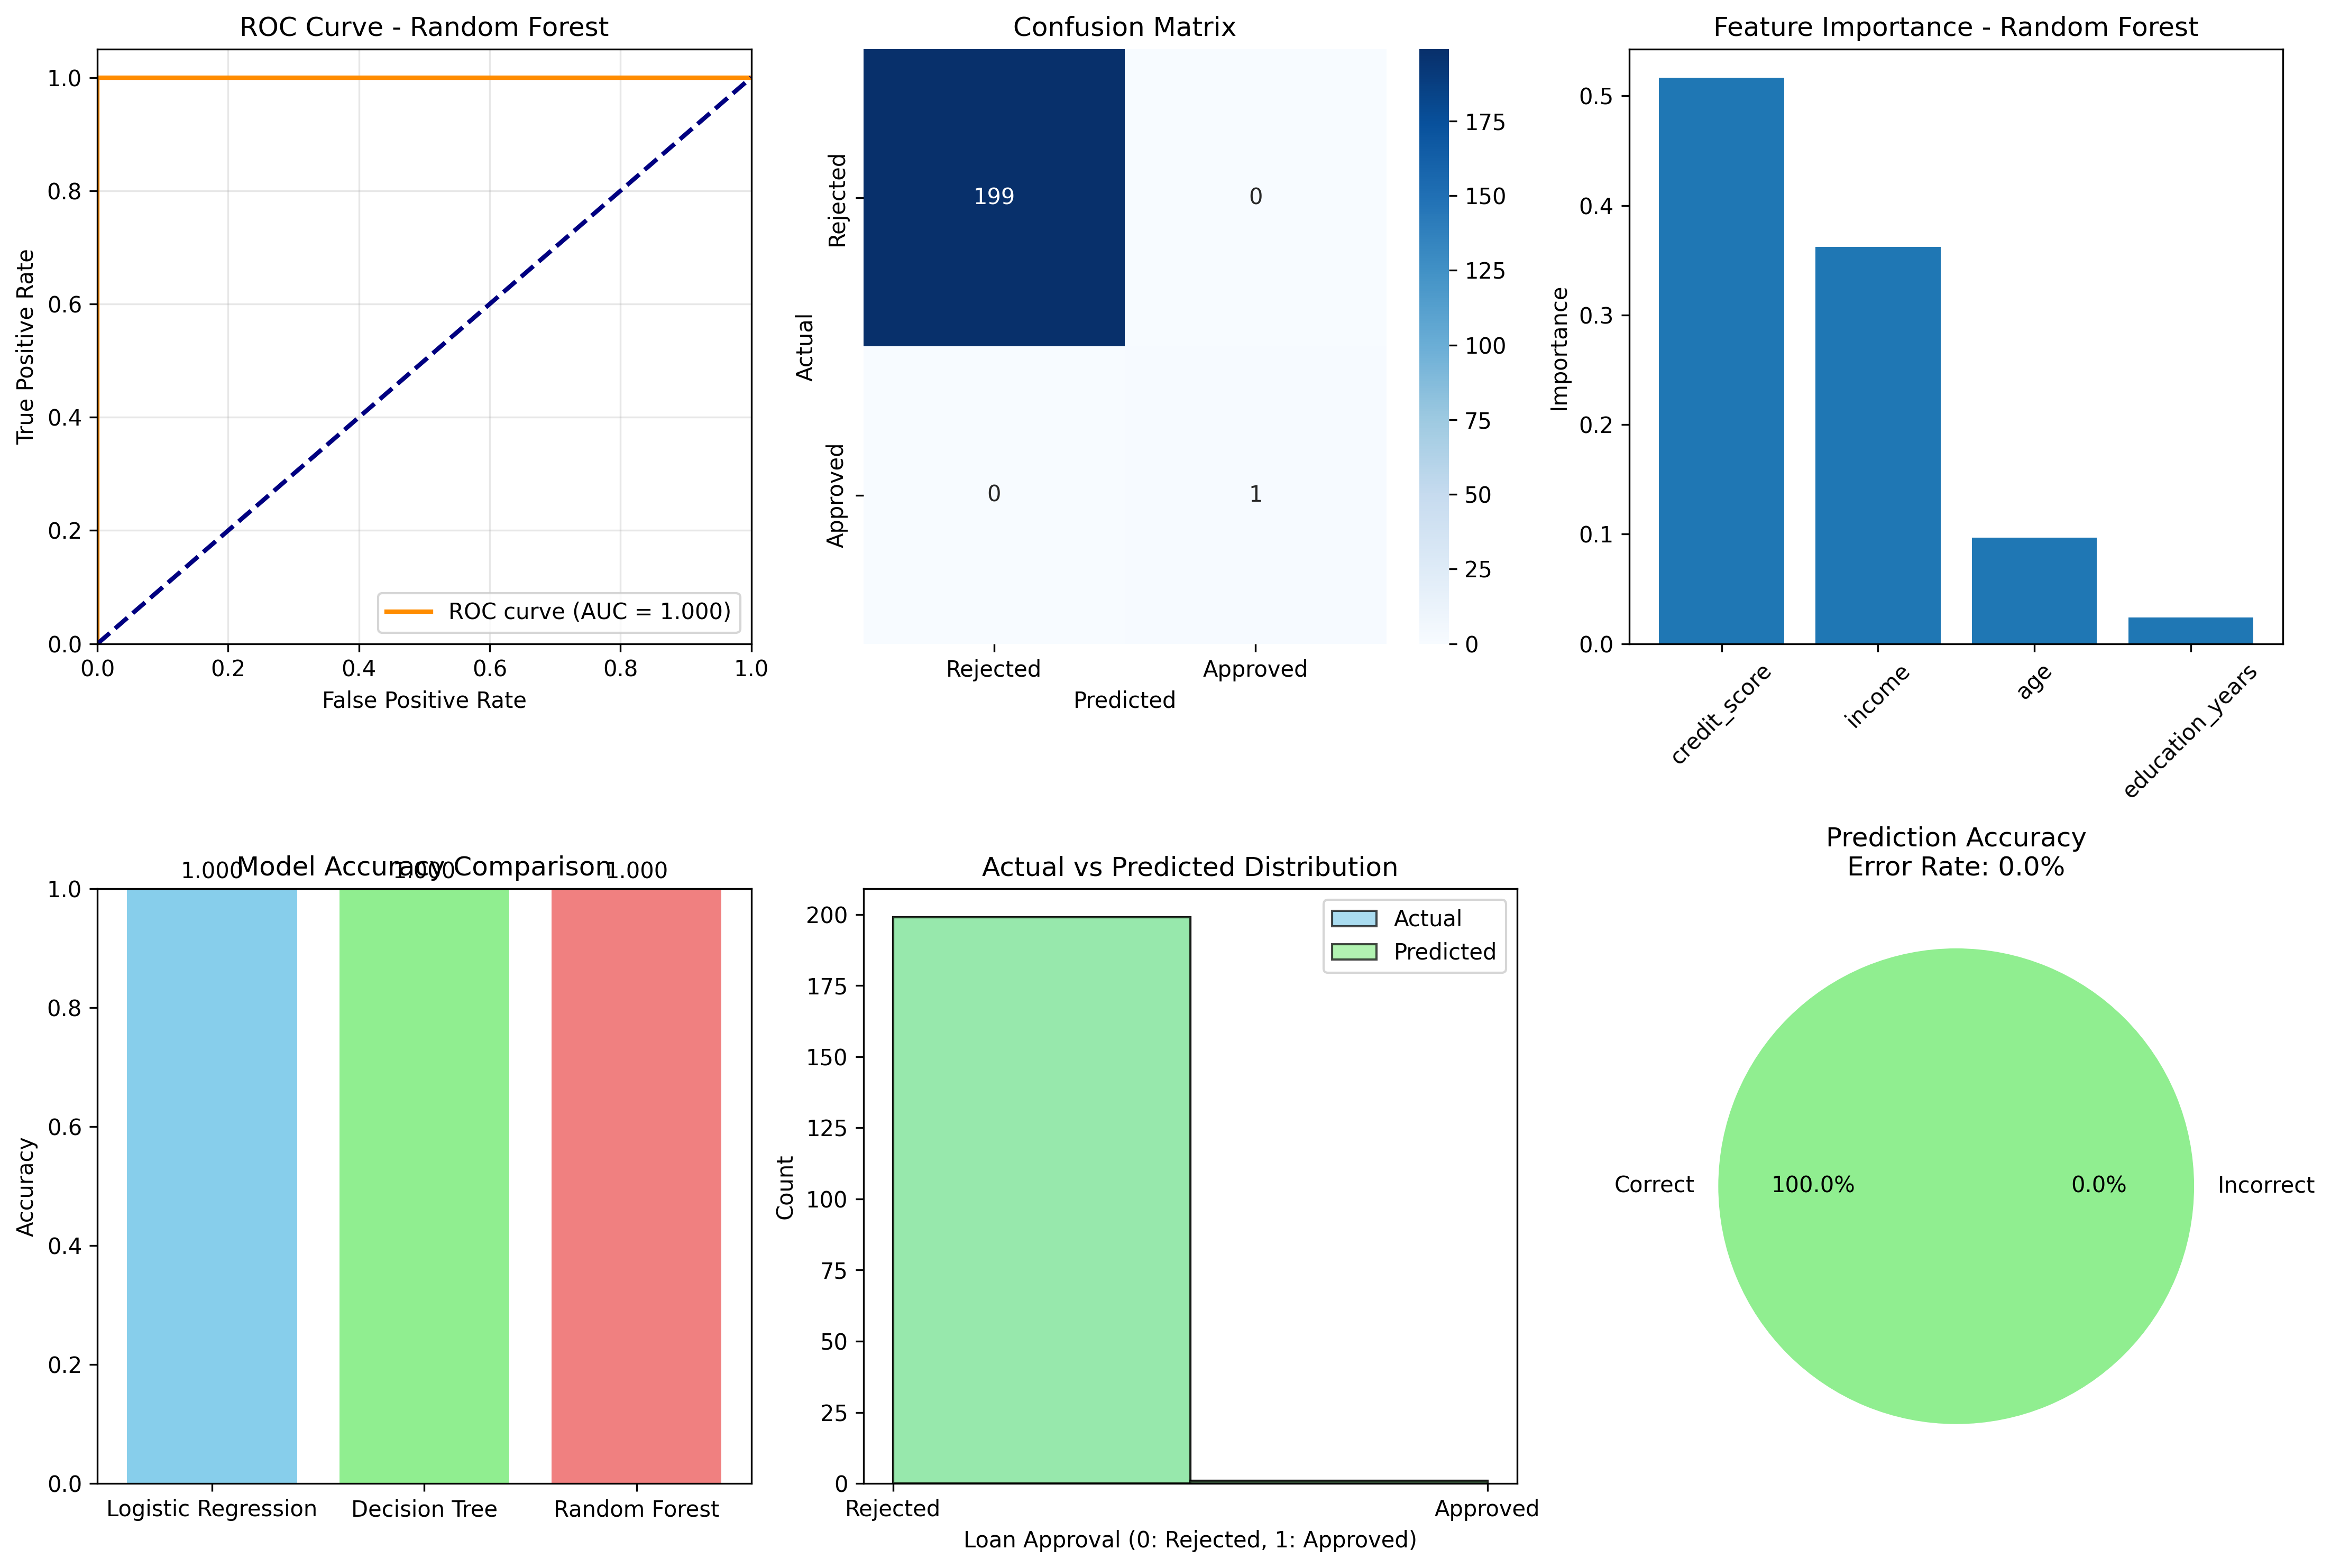 ROC Curve - Random Forest
True Positive Rate
1.0
0.8
0.6
0.4
0.2
0.0
0.0 0.2 0.4 0.6 0.8 1.0
False Positive Rate
ROC curve (AUC = 1.000)
Confusion Matrix
Actual
Rejected
Approved
199 0
0 1
Rejected Approved
Predicted
175
150
125
100
75
50
25
0
Feature Importance - Random Forest
Importance
0.5
0.4
0.3
0.2
0.1
0.0
credit_score income age education_years
Model Accuracy Comparison
1.000 1.000 1.000
Accuracy
1.0
0.8
0.6
0.4
0.2
0.0
Logistic Regression Decision Tree Random Forest
Actual vs Predicted Distribution
Count
200
175
150
125
100
75
50
25
0
Actual
Predicted
Rejected Approved
Loan Approval (0: Rejected, 1: Approved)
Prediction Accuracy
Error Rate: 0.0%
Correct 100.0% 0.0% Incorrect